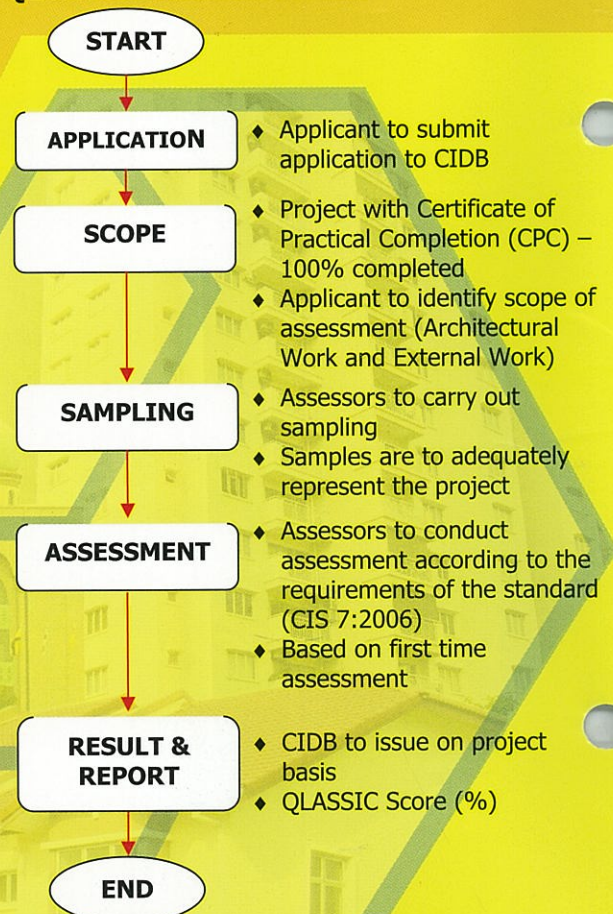 START
APPLICATION
♦ Applicant to submit
application to CIDB
SCOPE
♦ Project with Certificate of
Practical Completion (CPC) –
100% completed
♦ Applicant to identify scope of
assessment (Architectural
Work and External Work)
SAMPLING
♦ Assessors to carry out
sampling
♦ Samples are to adequately
represent the project
ASSESSMENT
♦ Assessors to conduct
assessment according to the
requirements of the standard
(CIS 7:2006)
♦ Based on first time
assessment
RESULT &
REPORT
♦ CIDB to issue on project
basis
♦ QLASSIC Score (%)
END